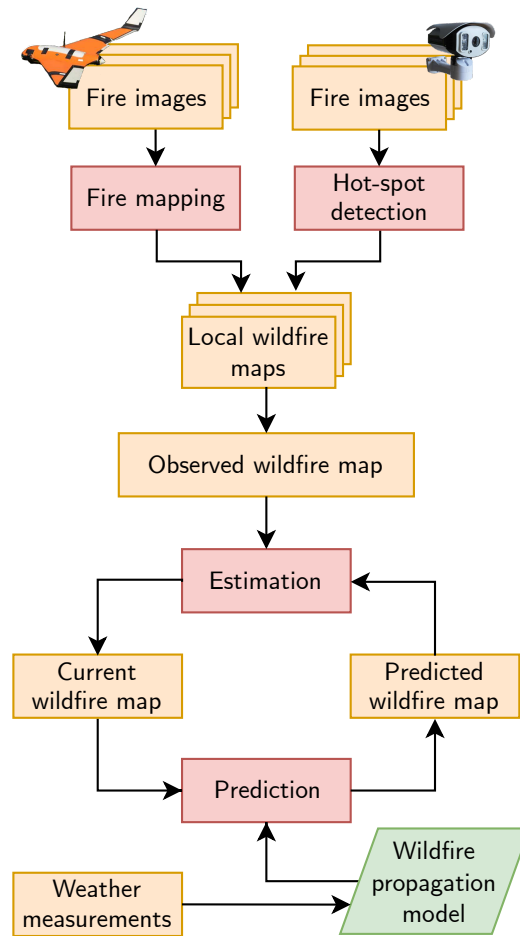 Fire images
Fire images
Fire mapping
Hot-spot
detection
Local wildfire
maps
Observed wildfire map
Estimation
Current
wildfire map
Predicted
wildfire map
Prediction
Weather
measurements
Wildfire
propagation
model